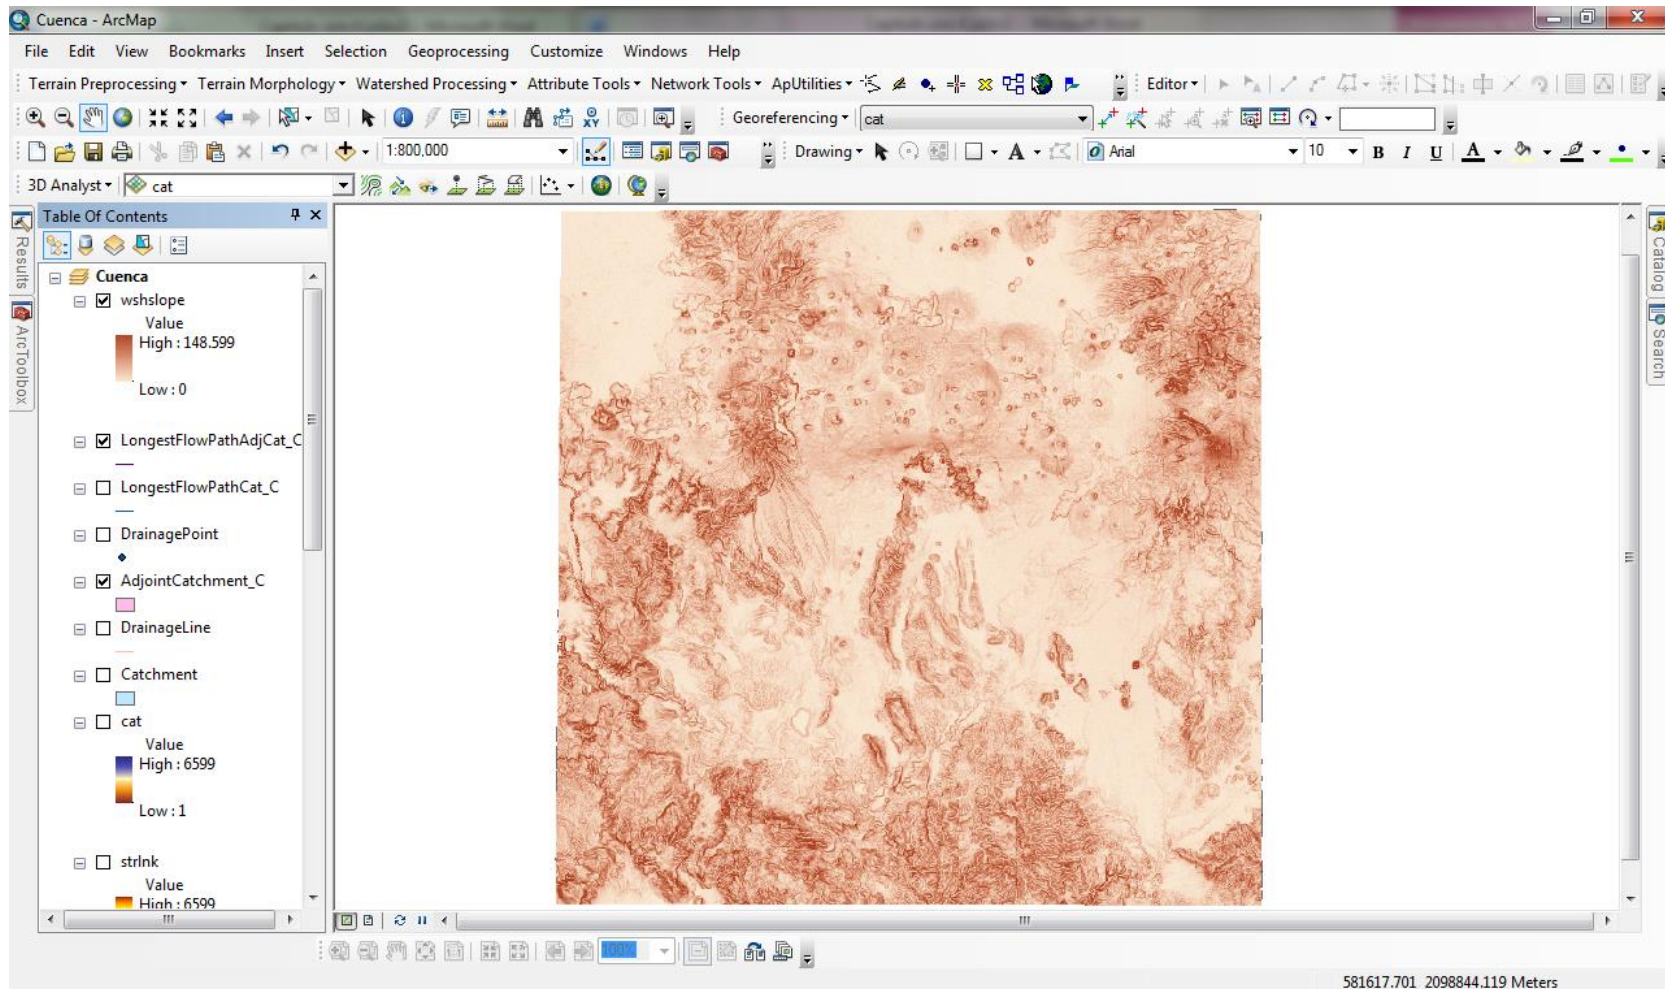 Cuenca - ArcMap
File Edit View Bookmarks Insert Selection Geoprocessing Customize Windows Help
Terrain Preprocessing Terrain Morphology Watershed Processing Attribute Tools Network Tools ApUtilities Editor
Georeferencing cat
1:800,000 Drawing A Arial 10 B I U A
3D Analyst cat
Table Of Contents
Results
ArcToolbox
Cuenca
wshslope
Value
High : 148.599
Low : 0
LongestFlowPathAdjCat_C
LongestFlowPathCat_C
DrainagePoint
AdjointCatchment_C
DrainageLine
Catchment
cat
Value
High : 6599
Low : 1
strlnk
Value
High : 6599
Catalog
Search
100%
581617.701 2098844.119 Meters